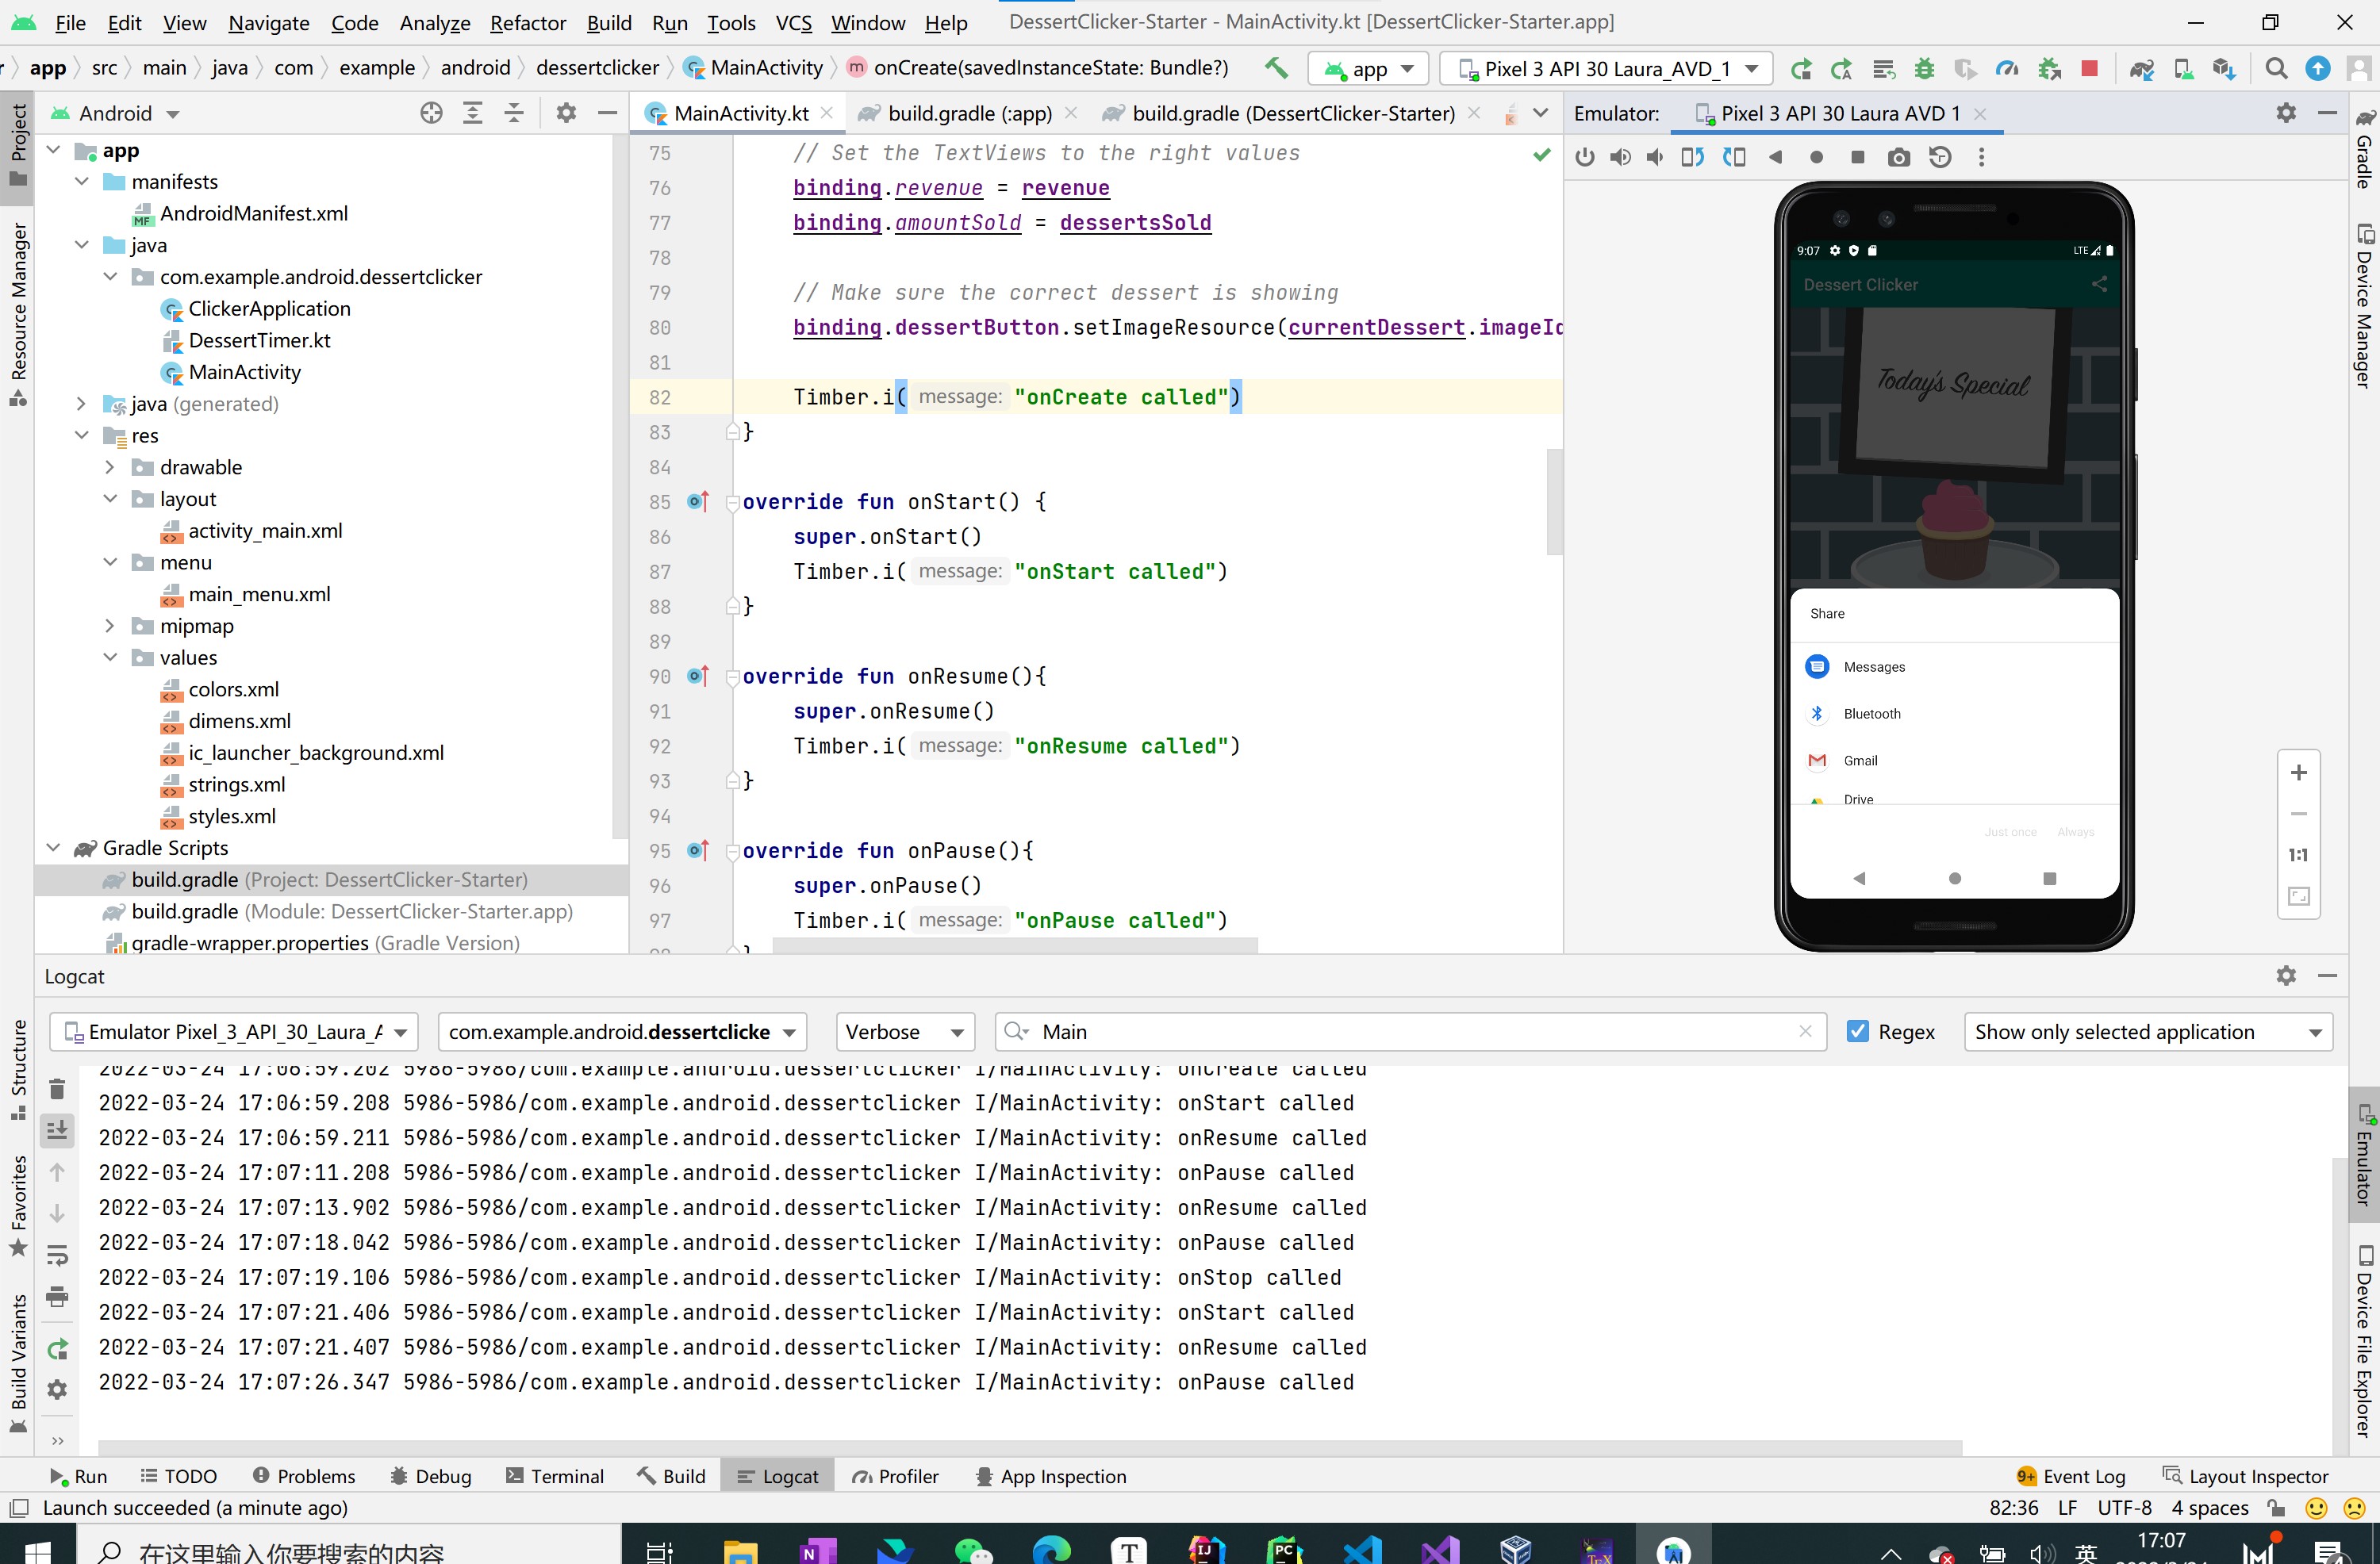 File Edit View Navigate Code Analyze Refactor Build Run Tools VCS Window Help DessertClicker-Starter - MainActivity.kt [DessertClicker-Starter.app]
app src main java com example android dessertclicker MainActivity onCreate(savedInstanceState: Bundle?) app Pixel 3 API 30 Laura_AVD_1
Android
MainActivity.kt build.gradle (:app) build.gradle (DessertClicker-Starter)
Emulator: Pixel 3 API 30 Laura AVD 1
Project
Resource Manager
Structure
Favorites
Build Variants
app
manifests
AndroidManifest.xml
java
com.example.android.dessertclicker
ClickerApplication
DessertTimer.kt
MainActivity
java (generated)
res
drawable
layout
activity_main.xml
menu
main_menu.xml
mipmap
values
colors.xml
dimens.xml
ic_launcher_background.xml
strings.xml
styles.xml
Gradle Scripts
build.gradle (Project: DessertClicker-Starter)
build.gradle (Module: DessertClicker-Starter.app)
gradle-wrapper.properties (Gradle Version)
75 // Set the TextViews to the right values
76 binding.revenue = revenue
77 binding.amountSold = dessertsSold
78
79 // Make sure the correct dessert is showing
80 binding.dessertButton.setImageResource(currentDessert.imageId
81
82 Timber.i( message: "onCreate called")
83 }
84
85 override fun onStart() {
86 super.onStart()
87 Timber.i( message: "onStart called")
88 }
89
90 override fun onResume(){
91 super.onResume()
92 Timber.i( message: "onResume called")
93 }
94
95 override fun onPause(){
96 super.onPause()
97 Timber.i( message: "onPause called")
98 }
9:07 LTE
Dessert Clicker
Today's Special
Share
Messages
Bluetooth
Gmail
Drive
Just once Always
1:1
Gradle
Device Manager
Emulator
Device File Explorer
Logcat
Emulator Pixel_3_API_30_Laura_A com.example.android.dessertclicke Verbose Main Regex Show only selected application
2022-03-24 17:06:59.202 5986-5986/com.example.android.dessertclicker I/MainActivity: onCreate called
2022-03-24 17:06:59.208 5986-5986/com.example.android.dessertclicker I/MainActivity: onStart called
2022-03-24 17:06:59.211 5986-5986/com.example.android.dessertclicker I/MainActivity: onResume called
2022-03-24 17:07:11.208 5986-5986/com.example.android.dessertclicker I/MainActivity: onPause called
2022-03-24 17:07:13.902 5986-5986/com.example.android.dessertclicker I/MainActivity: onResume called
2022-03-24 17:07:18.042 5986-5986/com.example.android.dessertclicker I/MainActivity: onPause called
2022-03-24 17:07:19.106 5986-5986/com.example.android.dessertclicker I/MainActivity: onStop called
2022-03-24 17:07:21.406 5986-5986/com.example.android.dessertclicker I/MainActivity: onStart called
2022-03-24 17:07:21.407 5986-5986/com.example.android.dessertclicker I/MainActivity: onResume called
2022-03-24 17:07:26.347 5986-5986/com.example.android.dessertclicker I/MainActivity: onPause called
Run TODO Problems Debug Terminal Build Logcat Profiler App Inspection 9+ Event Log Layout Inspector
Launch succeeded (a minute ago) 82:36 LF UTF-8 4 spaces
在这里输入你要搜索的内容 英 17:07